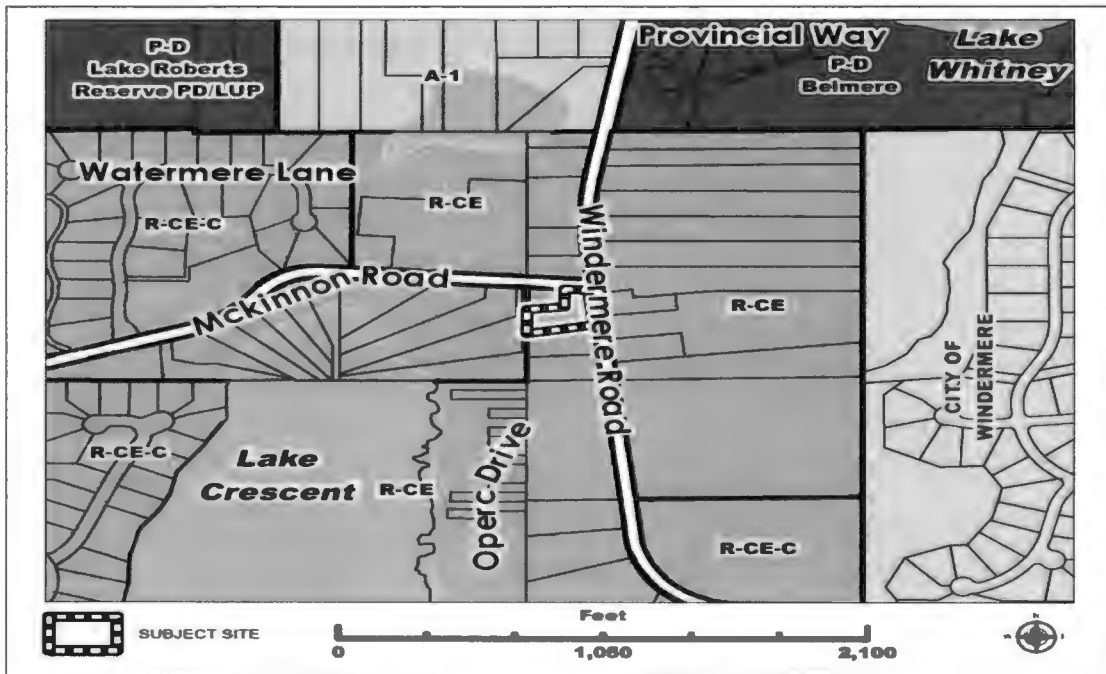 P-D
Lake Roberts
Reserve PD/LUP
A-1
Provincial Way
P-D
Belmere
Lake
Whitney
Watermere Lane
R-CE-C
R-CE
Mckinnon Road
Windermere Road
R-CE
CITY OF
WINDERMERE
R-CE-C
Lake
Crescent
R-CE
Operc Drive
R-CE-C
SUBJECT SITE
Feet
0
1,050
2,100